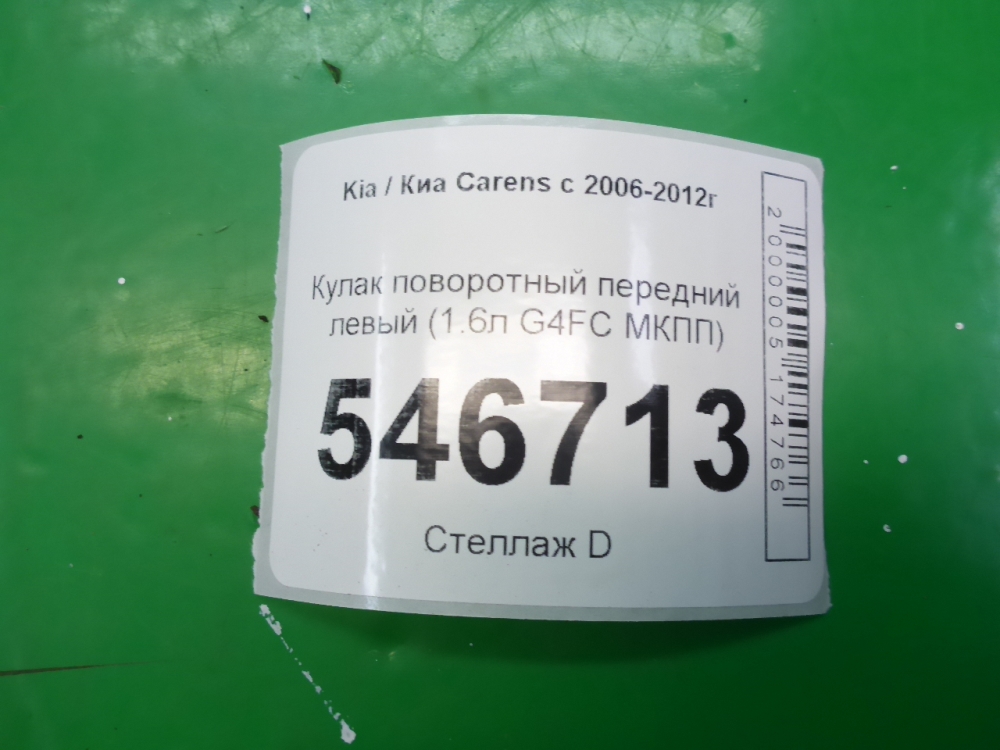 Kia / Киа Carens с 2006-2012г
Кулак поворотный передний
левый (1.6л G4FC МКПП)
546713
Стеллаж D
2000005174766